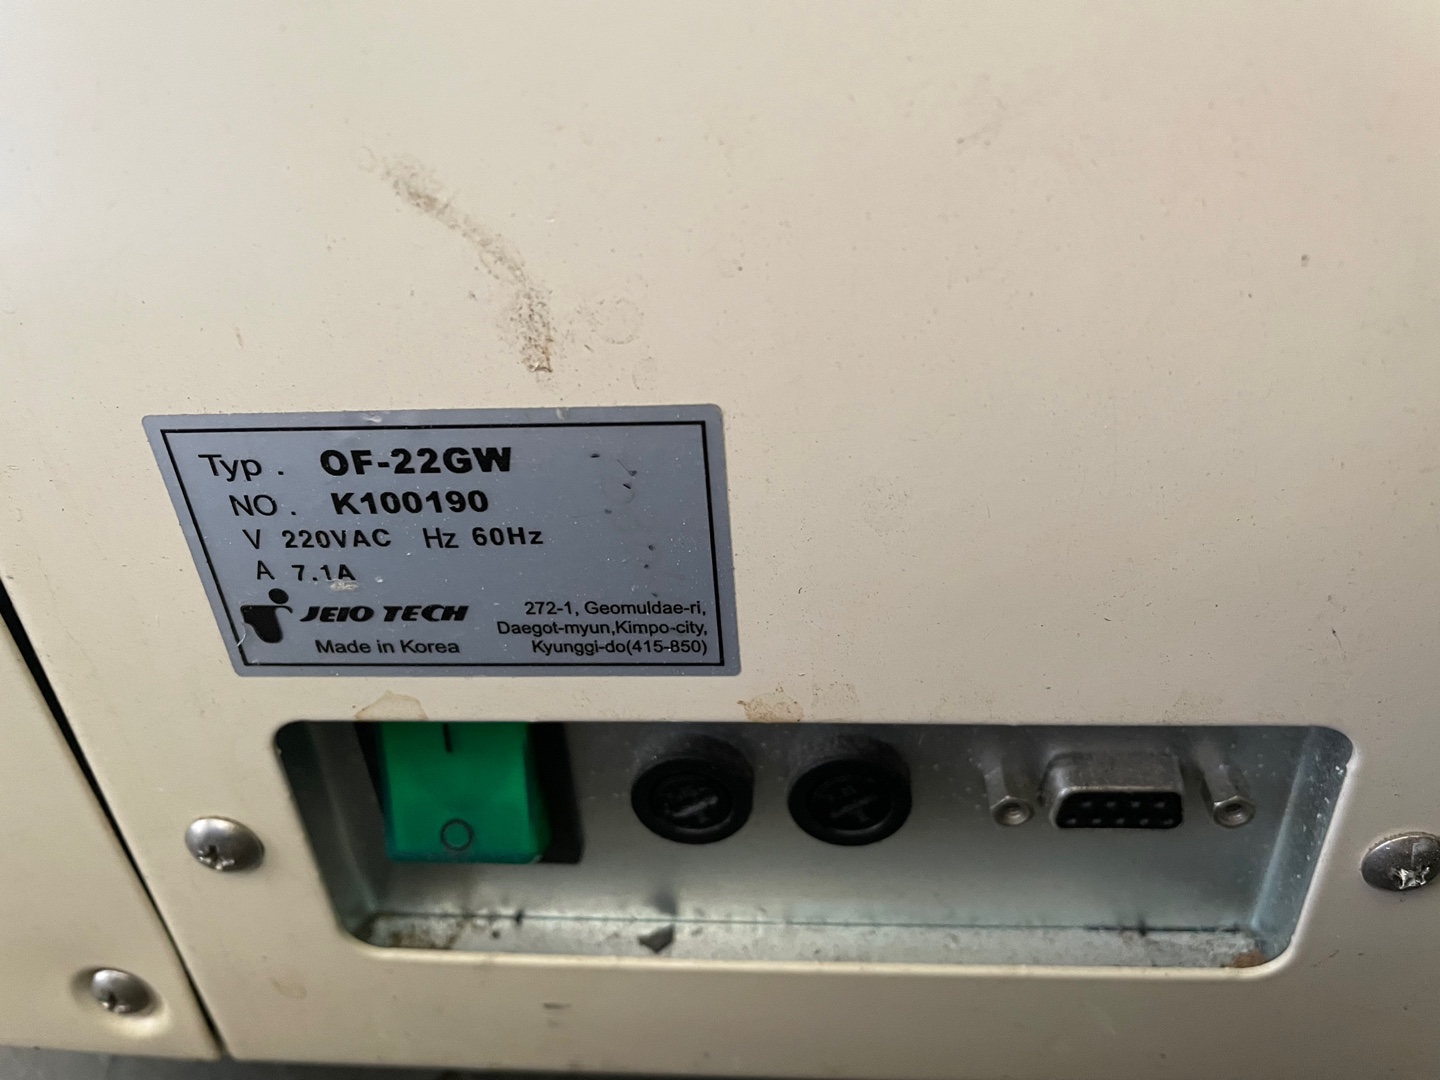 Typ . OF-22GW
NO . K100190
V 220VAC Hz 60Hz
A 7.1A
JEIO TECH
Made in Korea
272-1, Geomuldae-ri,
Daegot-myun,Kimpo-city,
Kyunggi-do(415-850)